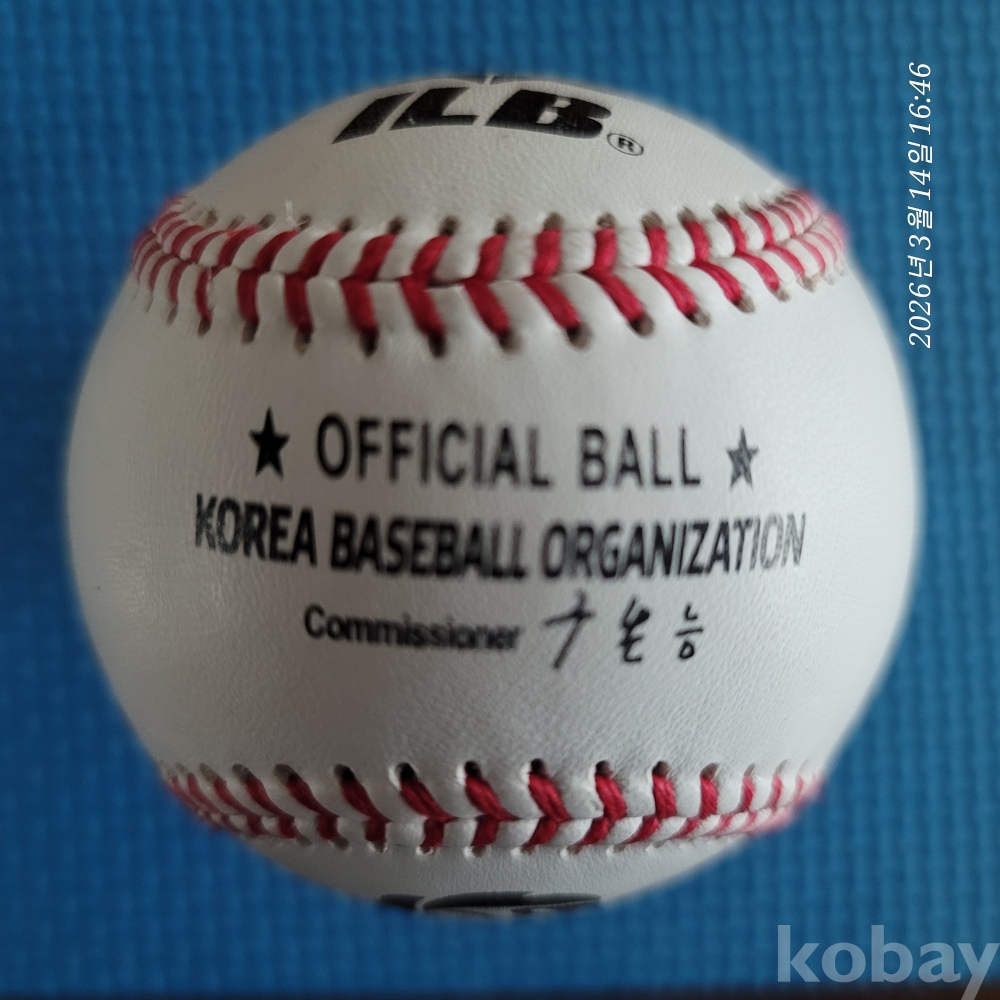 ILB®
★ OFFICIAL BALL ★
KOREA BASEBALL ORGANIZATION
Commissioner
2026년 3월 14일 16:46
kobay